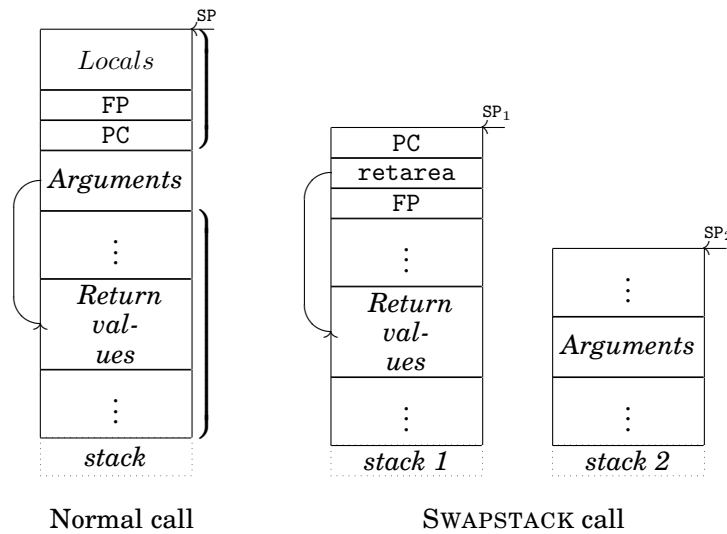 SP
Locals
FP
PC
Arguments
⋮
Return
val-
ues
⋮
stack
Normal call
SP₁
PC
retarea
FP
⋮
Return
val-
ues
⋮
stack 1
SP₂
⋮
Arguments
⋮
stack 2
SWAPSTACK call